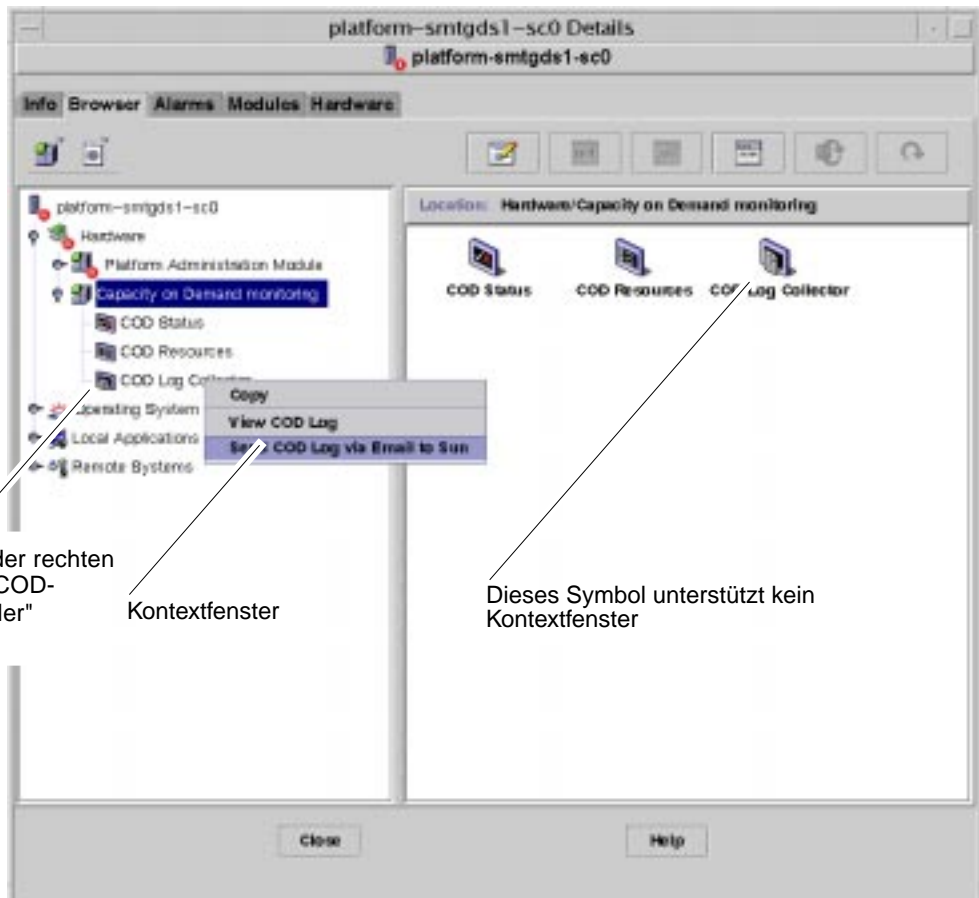 platform-smtgds1-sc0 Details
platform-smtgds1-sc0
Info Browser Alarms Modules Hardware
platform-smtgds1-sc0
Hardware
Platform Administration Module
Capacity on Demand monitoring
COD Status
COD Resources
COD Log Collector
Operating System
Local Applications
Remote Systems
Copy
View COD Log
Send COD Log via Email to Sun
Location: Hardware/Capacity on Demand monitoring
COD Status COD Resources COD Log Collector
der rechten
COD-
ler"
Kontextfenster
Dieses Symbol unterstützt kein
Kontextfenster
Close Help